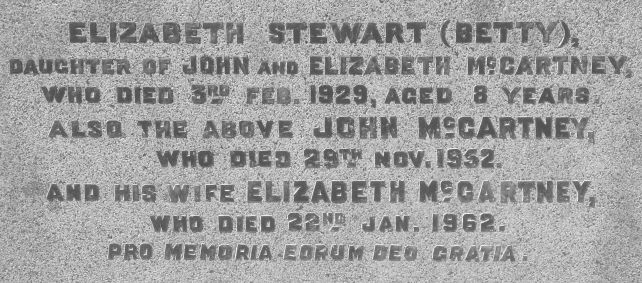 ELIZABETH STEWART (BETTY),
DAUGHTER OF JOHN AND ELIZABETH McCARTNEY,
WHO DIED 3RD FEB. 1929, AGED 8 YEARS.
ALSO THE ABOVE JOHN McCARTNEY,
WHO DIED 29TH NOV. 1952.
AND HIS WIFE ELIZABETH McCARTNEY,
WHO DIED 22ND JAN. 1962.
PRO MEMORIA EORUM DEO GRATIA.